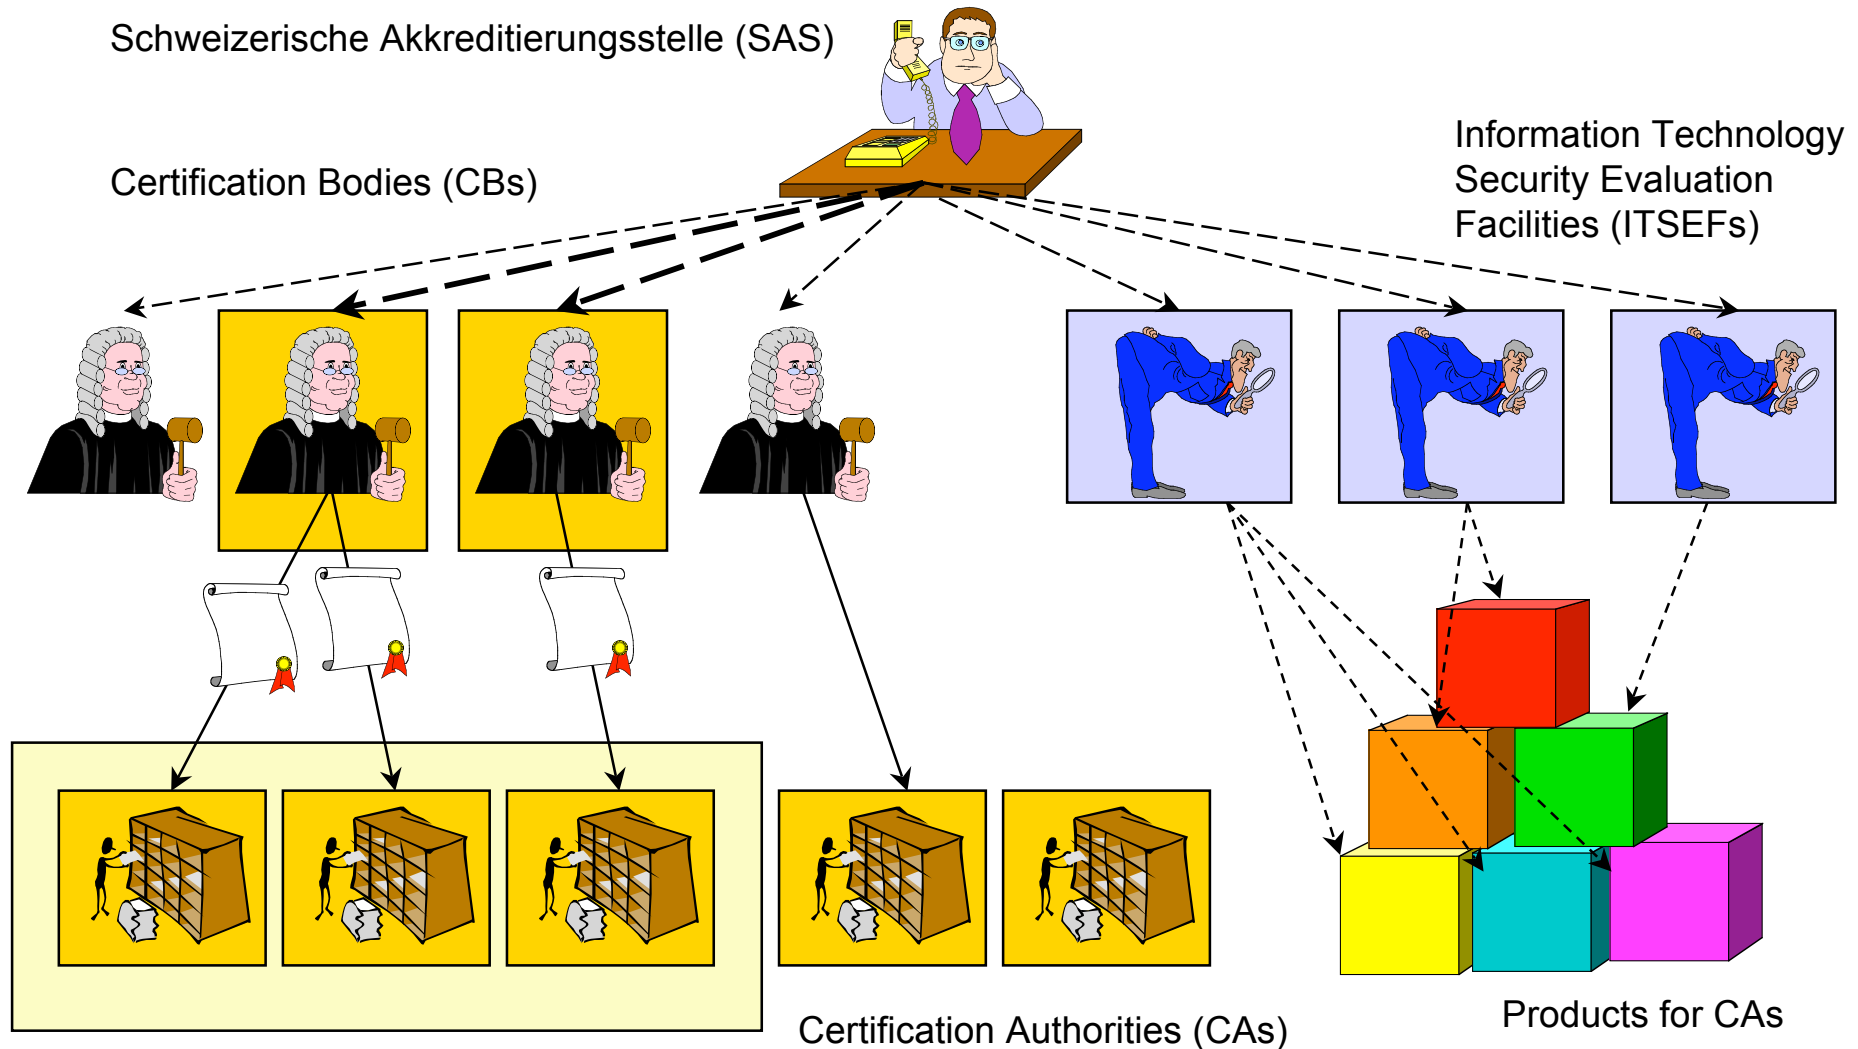 Schweizerische Akkreditierungsstelle (SAS)
Certification Bodies (CBs)
Information Technology
Security Evaluation
Facilities (ITSEFs)
Certification Authorities (CAs)
Products for CAs